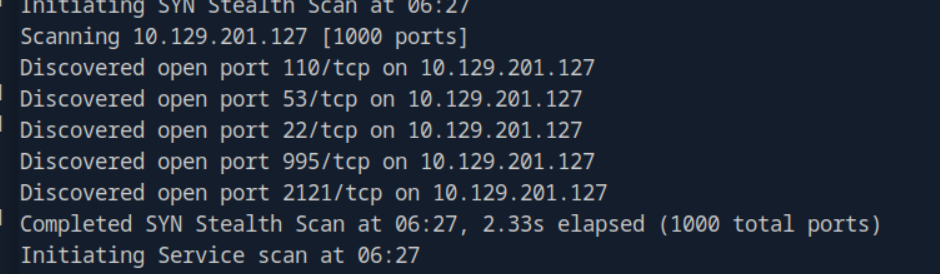 Initiating SYN Stealth Scan at 06:27
Scanning 10.129.201.127 [1000 ports]
Discovered open port 110/tcp on 10.129.201.127
Discovered open port 53/tcp on 10.129.201.127
Discovered open port 22/tcp on 10.129.201.127
Discovered open port 995/tcp on 10.129.201.127
Discovered open port 2121/tcp on 10.129.201.127
Completed SYN Stealth Scan at 06:27, 2.33s elapsed (1000 total ports)
Initiating Service scan at 06:27